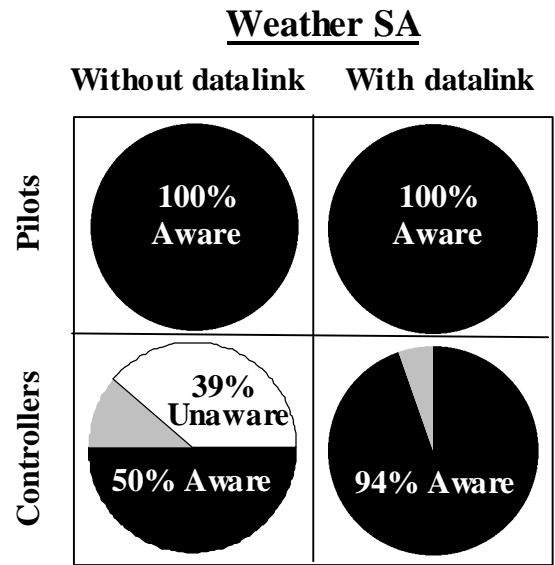 Weather SA
Without datalink
With datalink
Pilots
100%
Aware
100%
Aware
Controllers
39%
Unaware
50% Aware
94% Aware